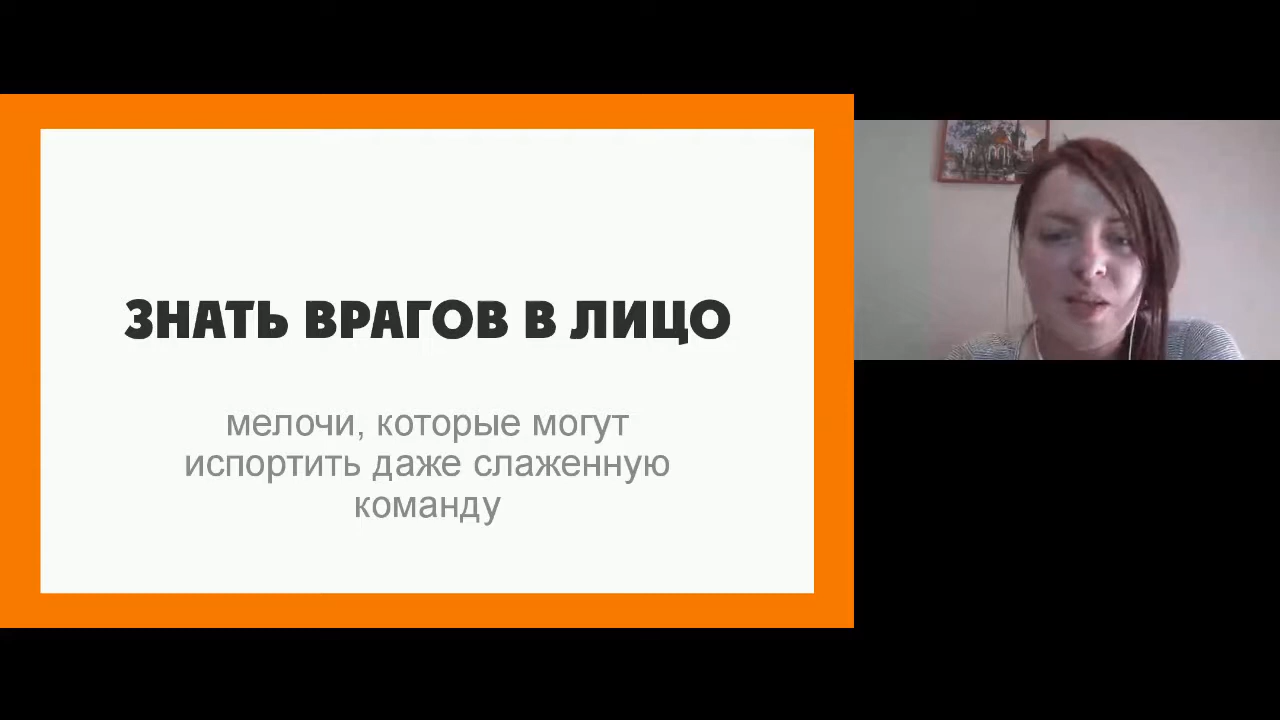 ЗНАТЬ ВРАГОВ В ЛИЦО
мелочи, которые могут
испортить даже слаженную
команду